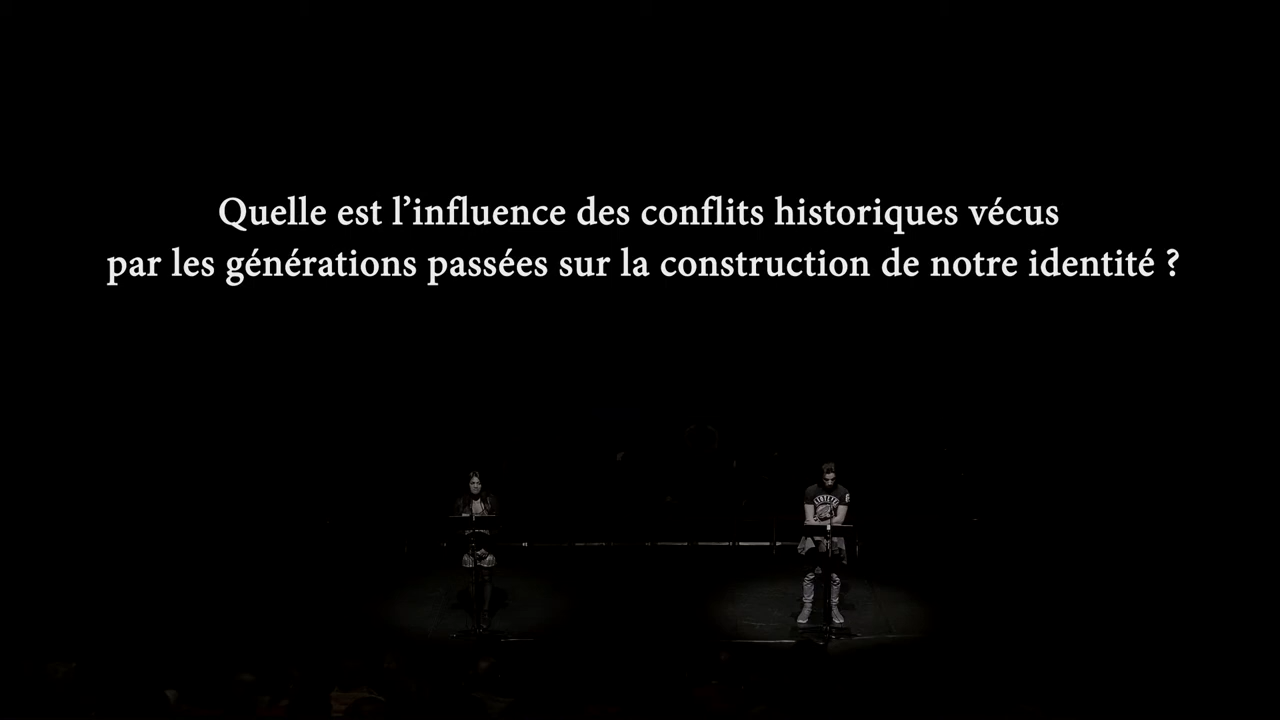 Quelle est l’influence des conflits historiques vécus
par les générations passées sur la construction de notre identité ?